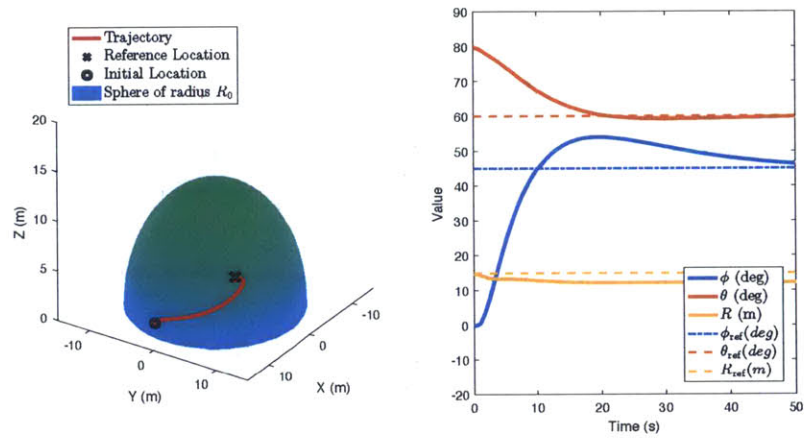 Trajectory
Reference Location
Initial Location
Sphere of radius R₀
20
15
10
5
0
Z (m)
-10
0
10
Y (m)
10
0
-10
X (m)
90
80
70
60
50
40
30
20
10
0
-10
-20
Value
0
10
20
30
40
50
Time (s)
ϕ (deg)
θ (deg)
R (m)
ϕref(deg)
θref(deg)
Rref(m)